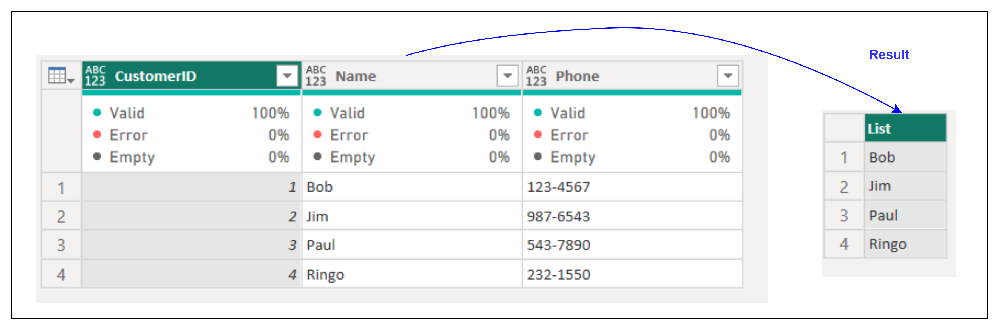 Result
ABC 123 CustomerID ABC 123 Name ABC 123 Phone
Valid 100% Valid 100% Valid 100%
Error 0% Error 0% Error 0%
Empty 0% Empty 0% Empty 0%
1 1 Bob 123-4567
2 2 Jim 987-6543
3 3 Paul 543-7890
4 4 Ringo 232-1550
List
1 Bob
2 Jim
3 Paul
4 Ringo